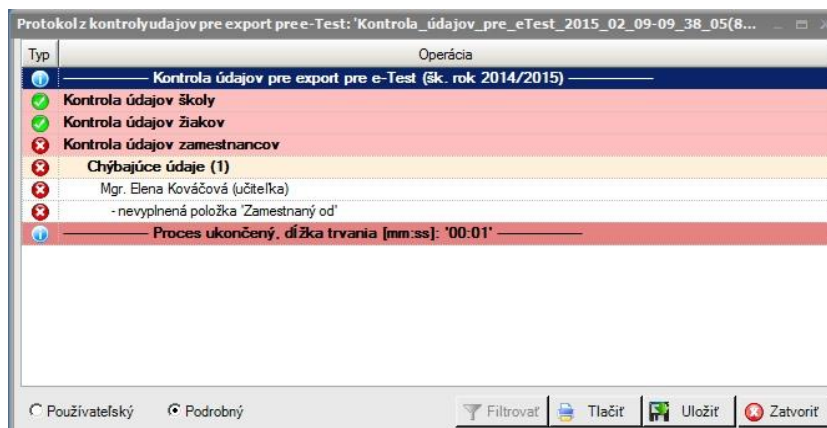 Protokol z kontroly udajov pre export pre e-Test: 'Kontrola_údajov_pre_eTest_2015_02_09-09_38_05(8...
Typ Operácia
Kontrola údajov pre export pre e-Test (šk. rok 2014/2015)
Kontrola údajov školy
Kontrola údajov žiakov
Kontrola údajov zamestnancov
Chýbajúce údaje (1)
Mgr. Elena Kováčová (učiteľka)
- nevyplnená položka 'Zamestnaný od'
Proces ukončený, dĺžka trvania [mm:ss]: '00:01'
Používateľský Podrobný Filtrovať Tlačiť Uložiť Zatvoriť